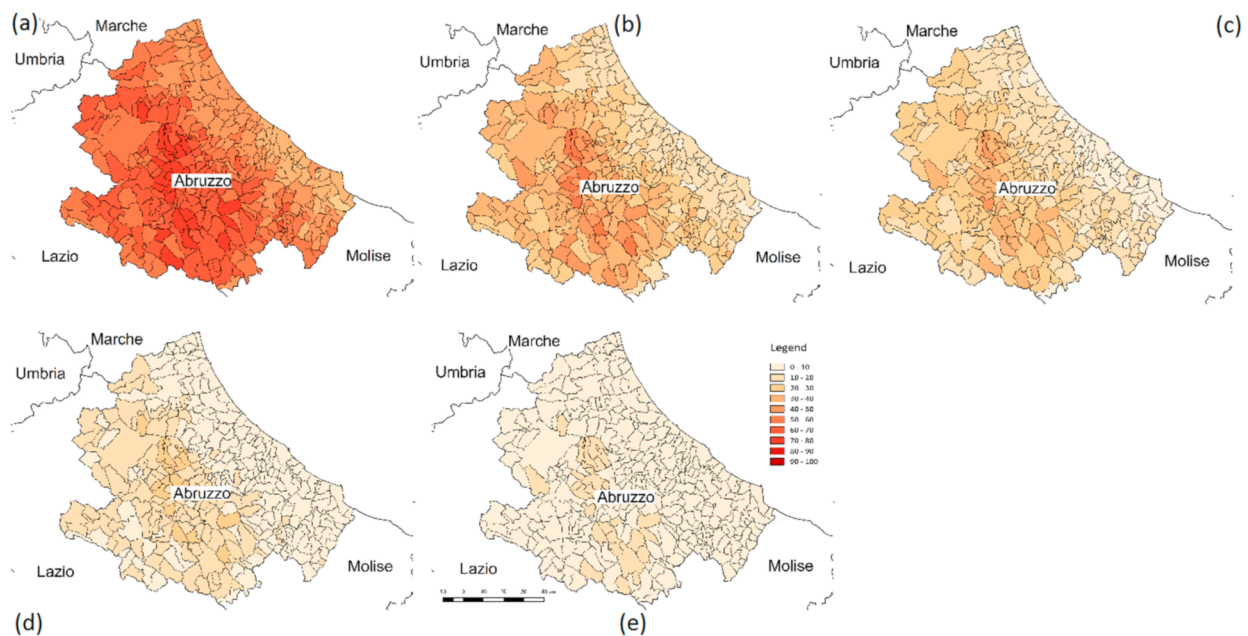 (a)
Marche
Umbria
Abruzzo
Lazio
Molise
(b)
Marche
Umbria
Abruzzo
Lazio
Molise
(c)
Marche
Umbria
Abruzzo
Lazio
Molise
Marche
Umbria
Abruzzo
Lazio
Molise
(d)
Marche
Umbria
Abruzzo
Lazio
Molise
(e)
Legend
0 - 10
10 - 20
20 - 30
30 - 40
40 - 50
50 - 60
60 - 70
70 - 80
80 - 90
90 - 100